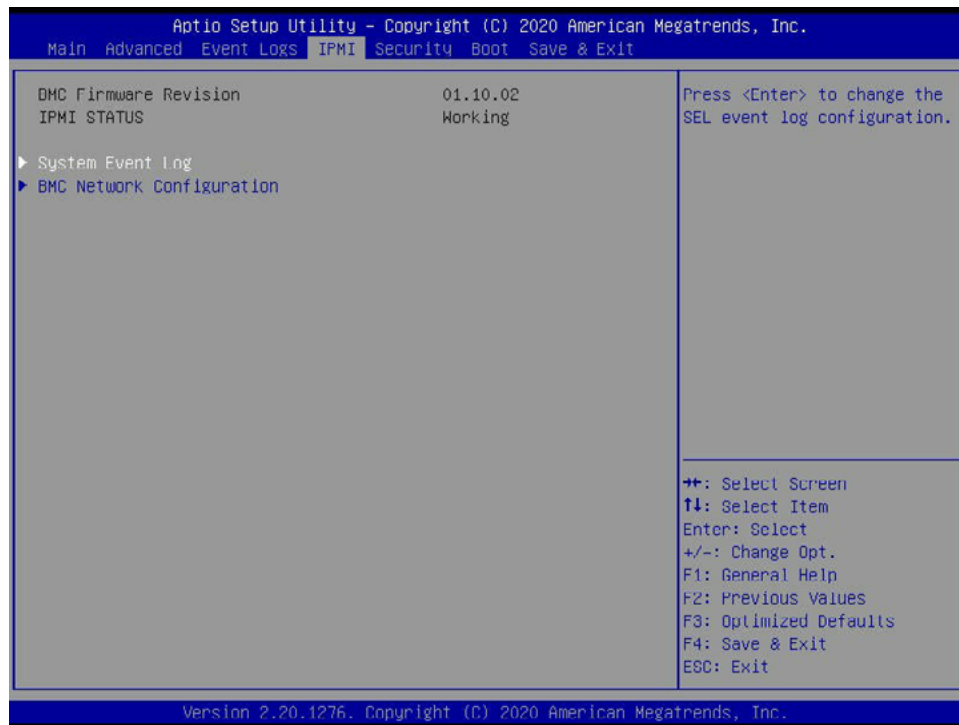 Aptio Setup Utility – Copyright (C) 2020 American Megatrends, Inc.
Main Advanced Event Logs IPMI Security Boot Save & Exit
BMC Firmware Revision 01.10.02
IPMI STATUS Working
► System Event Log
► BMC Network Configuration
Press <Enter> to change the
SEL event log configuration.
→←: Select Screen
↑↓: Select Item
Enter: Select
+/-: Change Opt.
F1: General Help
F2: Previous Values
F3: Optimized Defaults
F4: Save & Exit
ESC: Exit
Version 2.20.1276. Copyright (C) 2020 American Megatrends, Inc.